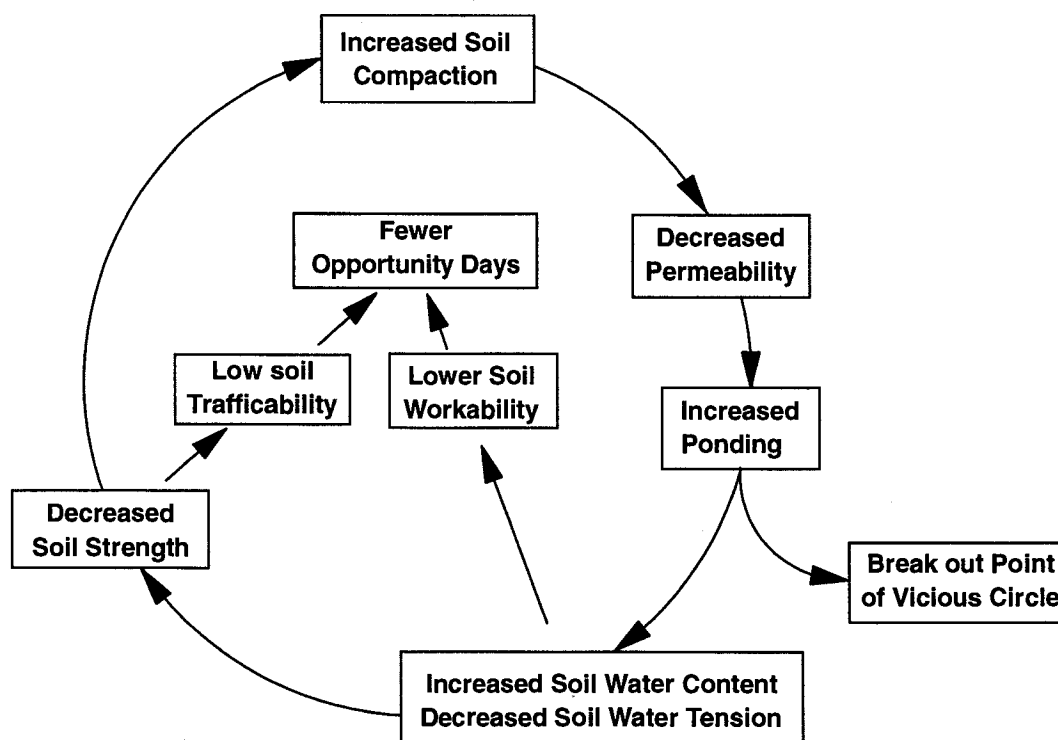 Increased Soil
Compaction
Fewer
Opportunity Days
Decreased
Permeability
Low soil
Trafficability
Lower Soil
Workability
Increased
Ponding
Decreased
Soil Strength
Break out Point
of Vicious Circle
Increased Soil Water Content
Decreased Soil Water Tension